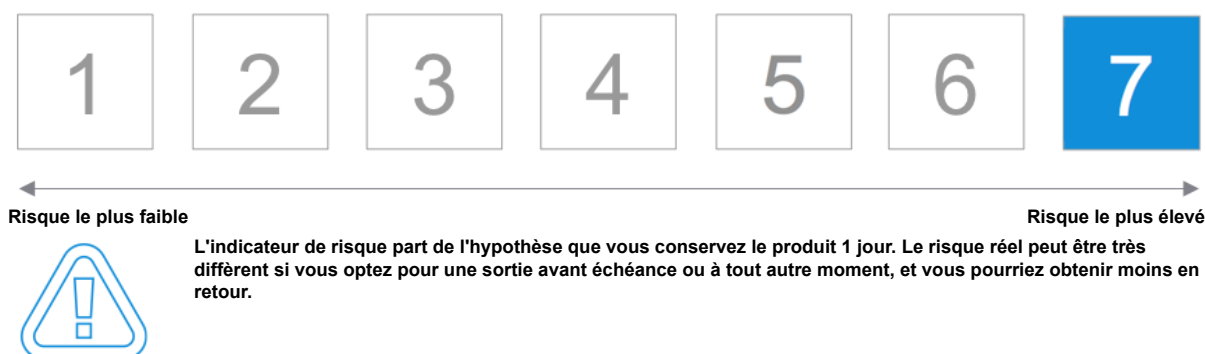 1 2 3 4 5 6 7
Risque le plus faible Risque le plus élevé
L'indicateur de risque part de l'hypothèse que vous conservez le produit 1 jour. Le risque réel peut être très
diffèrent si vous optez pour une sortie avant échéance ou à tout autre moment, et vous pourriez obtenir moins en
retour.